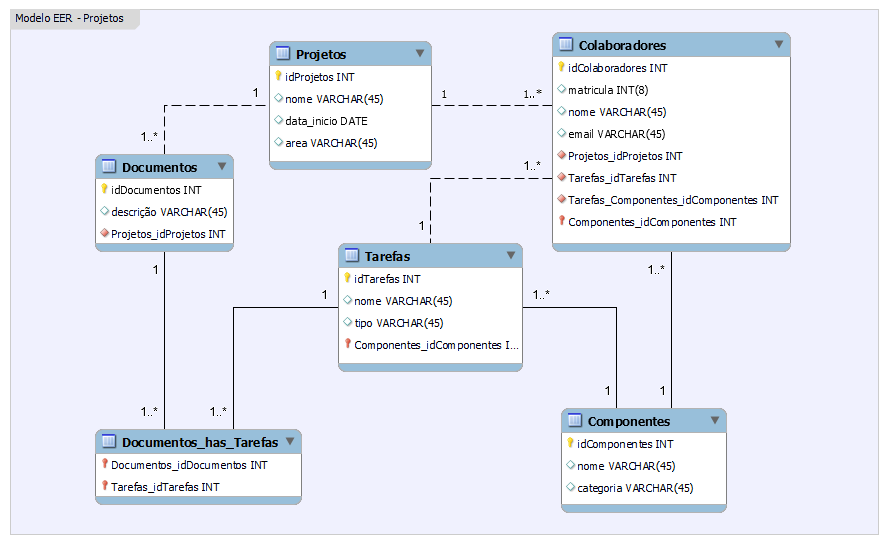 Modelo EER - Projetos
Projetos
idProjetos INT
nome VARCHAR(45)
data_inicio DATE
area VARCHAR(45)
Colaboradores
idColaboradores INT
matricula INT(8)
nome VARCHAR(45)
email VARCHAR(45)
Projetos_idProjetos INT
Tarefas_idTarefas INT
Tarefas_Componentes_idComponentes INT
Componentes_idComponentes INT
1
1..*
1
1..*
Documentos
idDocumentos INT
descrição VARCHAR(45)
Projetos_idProjetos INT
1..*
1
Tarefas
idTarefas INT
nome VARCHAR(45)
tipo VARCHAR(45)
Componentes_idComponentes I...
1
1
1..*
1..*
1..*
1..*
1
1
Documentos_has_Tarefas
Documentos_idDocumentos INT
Tarefas_idTarefas INT
Componentes
idComponentes INT
nome VARCHAR(45)
categoria VARCHAR(45)